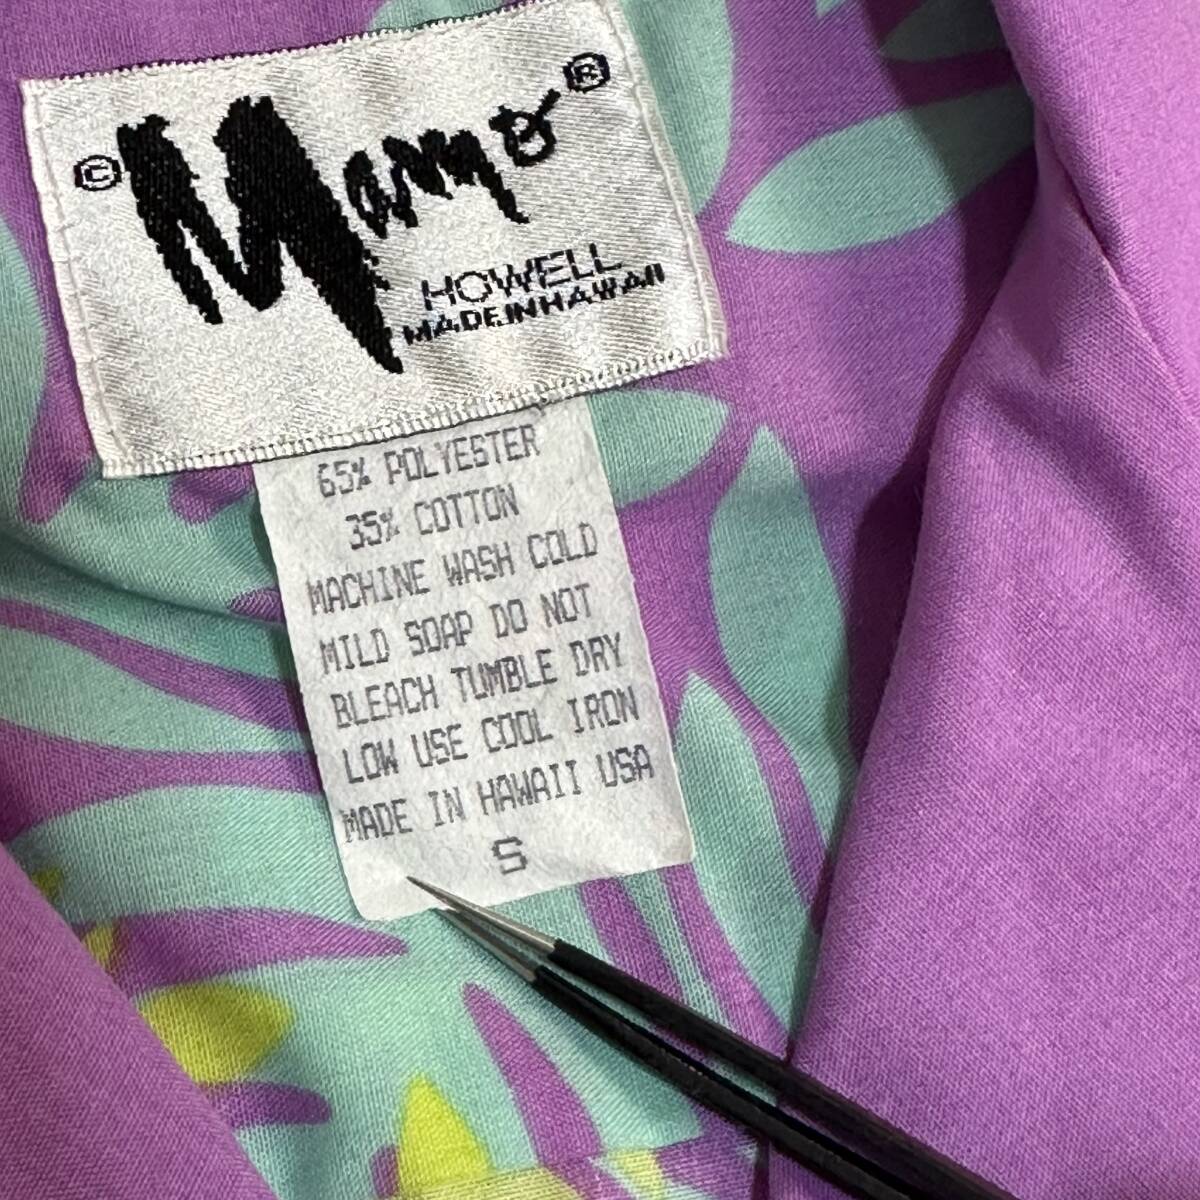 © Mamo ®
HOWELL
MADE IN HAWAII
65% POLYESTER
35% COTTON
MACHINE WASH COLD
MILD SOAP DO NOT
BLEACH TUMBLE DRY
LOW USE COOL IRON
MADE IN HAWAII USA
S